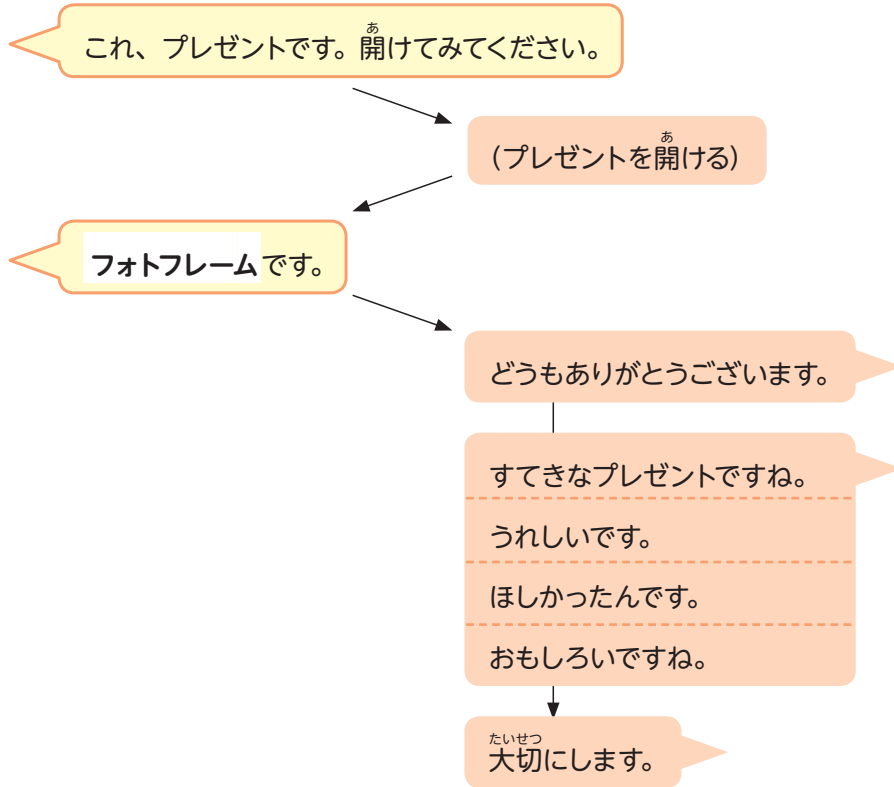 これ、プレゼントです。開けてみてください。
あ
(プレゼントを開ける)
あ
フォトフレームです。
どうもありがとうございます。
すてきなプレゼントですね。
うれしいです。
ほしかったんです。
おもしろいですね。
大切にします。
たいせつ